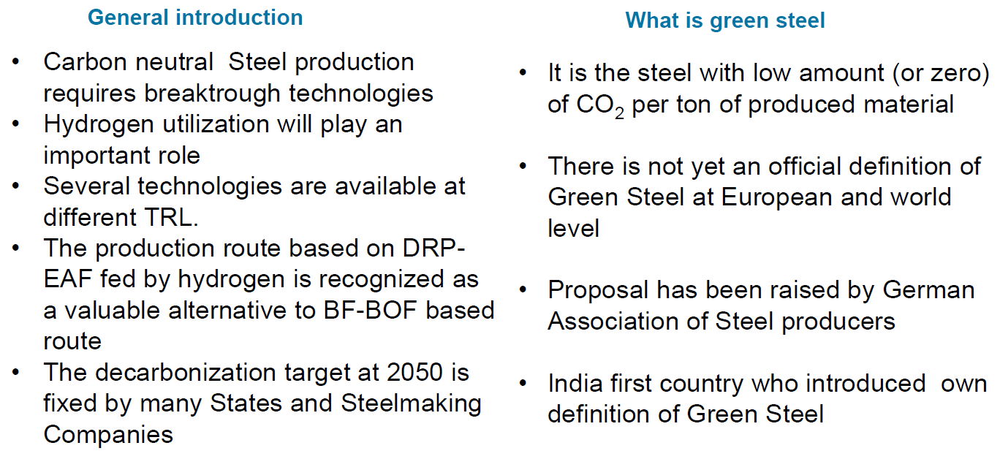 General introduction
• Carbon neutral  Steel production
requires breaktrough technologies
• Hydrogen utilization will play an
important role
• Several technologies are available at
different TRL.
• The production route based on DRP-
EAF fed by hydrogen is recognized as
a valuable alternative to BF-BOF based
route
• The decarbonization target at 2050 is
fixed by many States and Steelmaking
Companies
What is green steel
• It is the steel with low amount (or zero)
of CO₂ per ton of produced material
• There is not yet an official definition of
Green Steel at European and world
level
• Proposal has been raised by German
Association of Steel producers
• India first country who introduced  own
definition of Green Steel